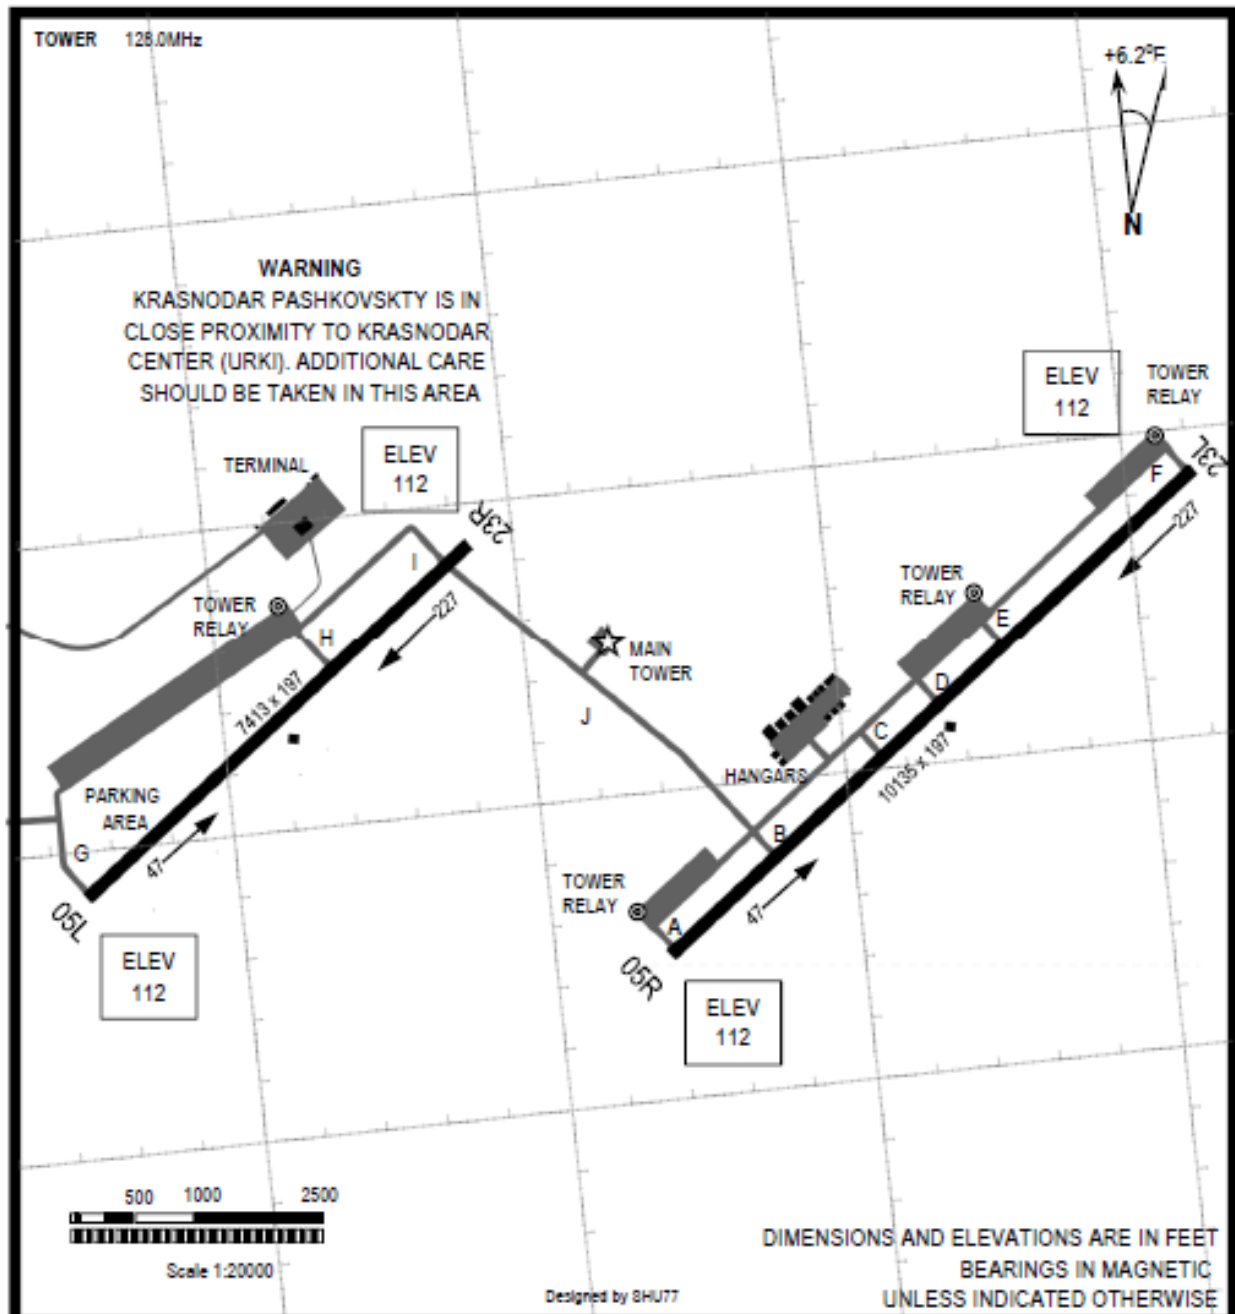 TOWER 128.0MHz
+6.2°E
N
WARNING
KRASNODAR PASHKOVSKTY IS IN
CLOSE PROXIMITY TO KRASNODAR
CENTER (URKI). ADDITIONAL CARE
SHOULD BE TAKEN IN THIS AREA
ELEV
112
TOWER
RELAY
TERMINAL
ELEV
112
23R
23L
F
227
I
TOWER
RELAY
H
227
TOWER
RELAY
E
MAIN
TOWER
7413 x 197
D
J
C
HANGARS
10135 x 197
PARKING
AREA
B
G
47
05L
TOWER
RELAY
A
47
05R
ELEV
112
ELEV
112
500 1000 2500
Scale 1:20000
DIMENSIONS AND ELEVATIONS ARE IN FEET
BEARINGS IN MAGNETIC
UNLESS INDICATED OTHERWISE
Designed by SHU77